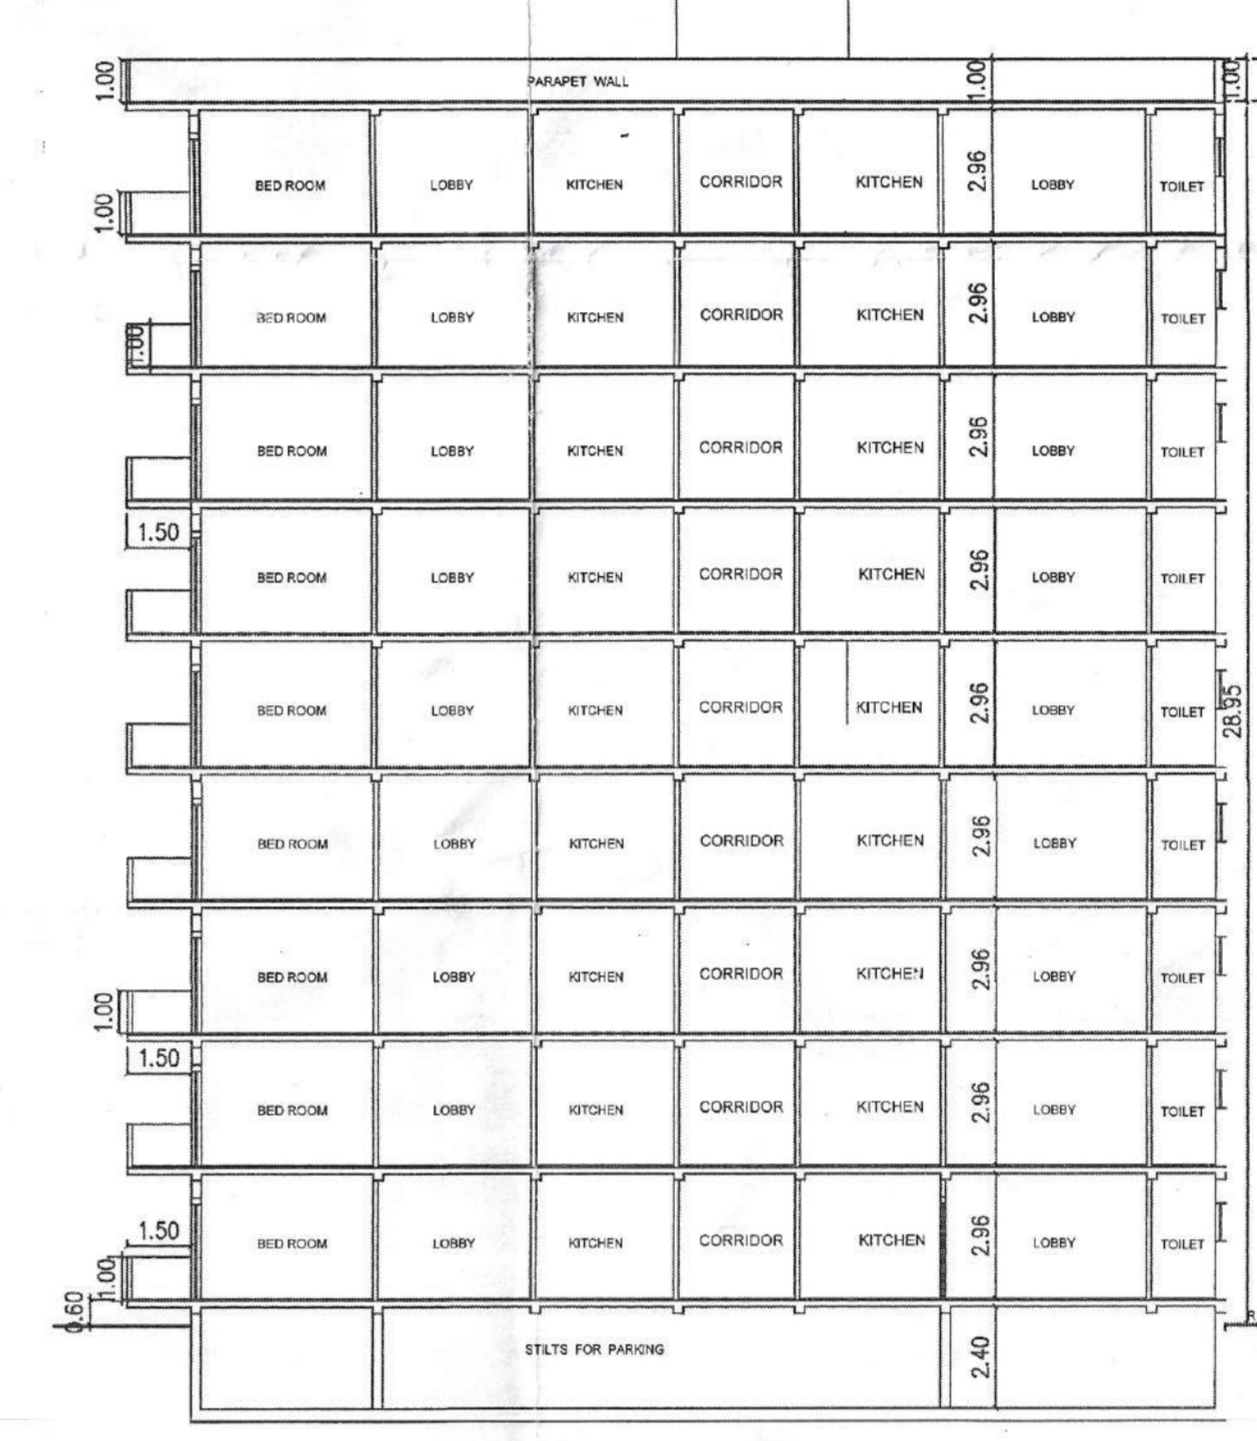 1.00 PARAPET WALL 1.00 1.00
BED ROOM LOBBY KITCHEN CORRIDOR KITCHEN 2.96 LOBBY TOILET
1.00
BED ROOM LOBBY KITCHEN CORRIDOR KITCHEN 2.96 LOBBY TOILET
1.00
BED ROOM LOBBY KITCHEN CORRIDOR KITCHEN 2.96 LOBBY TOILET
1.50
BED ROOM LOBBY KITCHEN CORRIDOR KITCHEN 2.96 LOBBY TOILET
BED ROOM LOBBY KITCHEN CORRIDOR KITCHEN 2.96 LOBBY TOILET 28.95
BED ROOM LOBBY KITCHEN CORRIDOR KITCHEN 2.96 LOBBY TOILET
BED ROOM LOBBY KITCHEN CORRIDOR KITCHEN 2.96 LOBBY TOILET
1.00
1.50
BED ROOM LOBBY KITCHEN CORRIDOR KITCHEN 2.96 LOBBY TOILET
1.50
BED ROOM LOBBY KITCHEN CORRIDOR KITCHEN 2.96 LOBBY TOILET
1.00
0.60
STILTS FOR PARKING 2.40